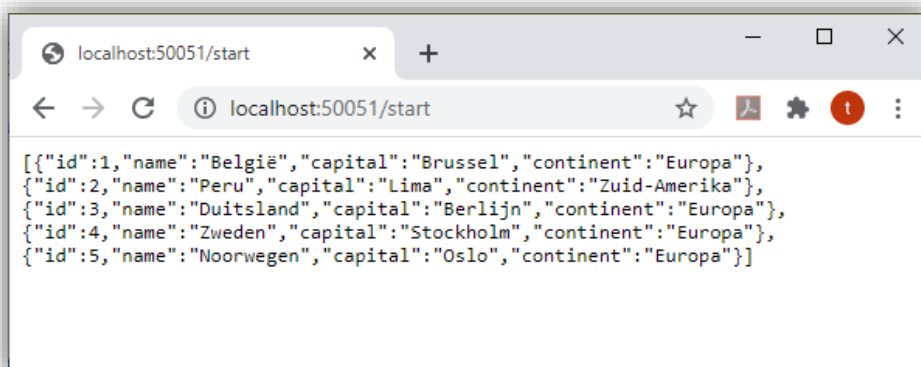 localhost:50051/start
localhost:50051/start
t
[{"id":1,"name":"België","capital":"Brussel","continent":"Europa"},
{"id":2,"name":"Peru","capital":"Lima","continent":"Zuid-Amerika"},
{"id":3,"name":"Duitsland","capital":"Berlijn","continent":"Europa"},
{"id":4,"name":"Zweden","capital":"Stockholm","continent":"Europa"},
{"id":5,"name":"Noorwegen","capital":"Oslo","continent":"Europa"}]